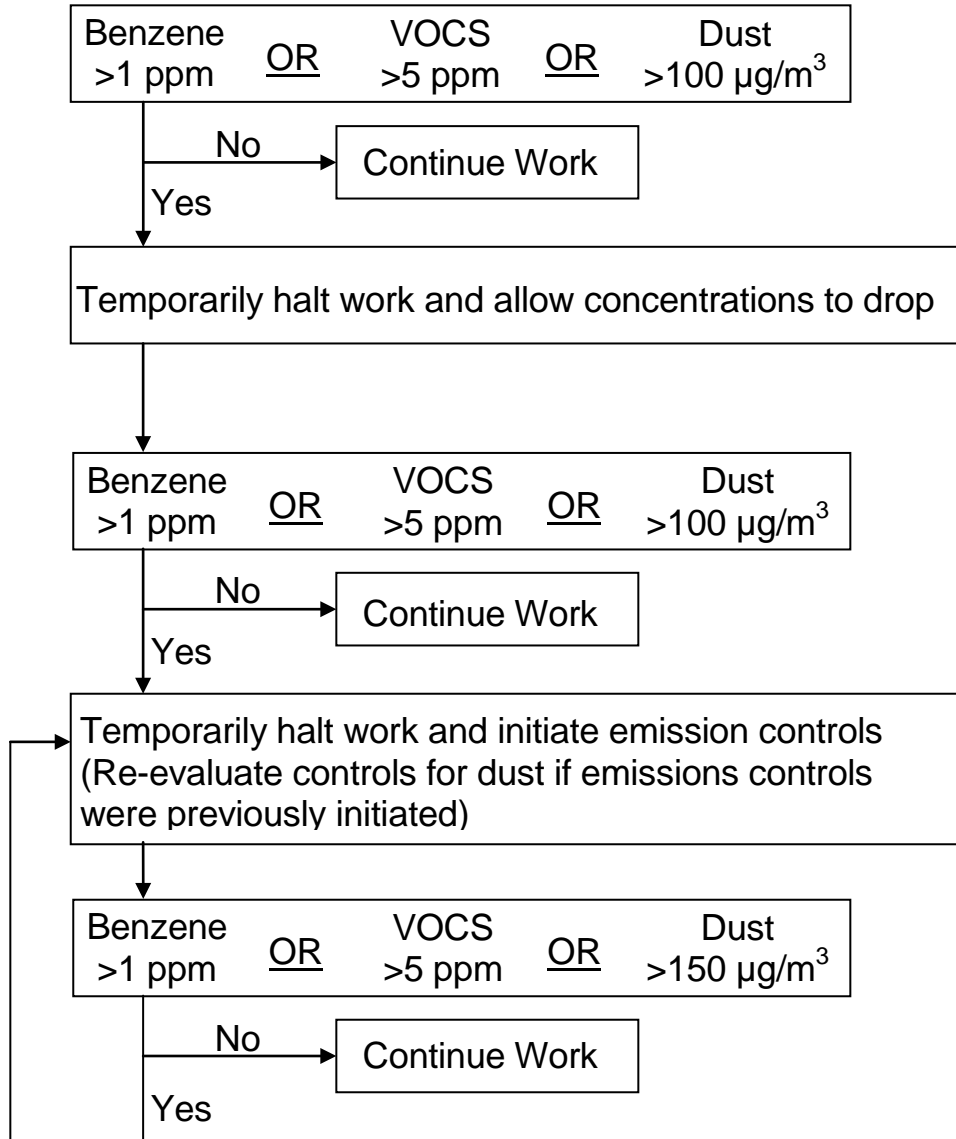 Benzene OR VOCS OR Dust
>1 ppm >5 ppm >100 µg/m³
No
Continue Work
Yes
Temporarily halt work and allow concentrations to drop
Benzene OR VOCS OR Dust
>1 ppm >5 ppm >100 µg/m³
No
Continue Work
Yes
Temporarily halt work and initiate emission controls
(Re-evaluate controls for dust if emissions controls
were previously initiated)
Benzene OR VOCS OR Dust
>1 ppm >5 ppm >150 µg/m³
No
Continue Work
Yes